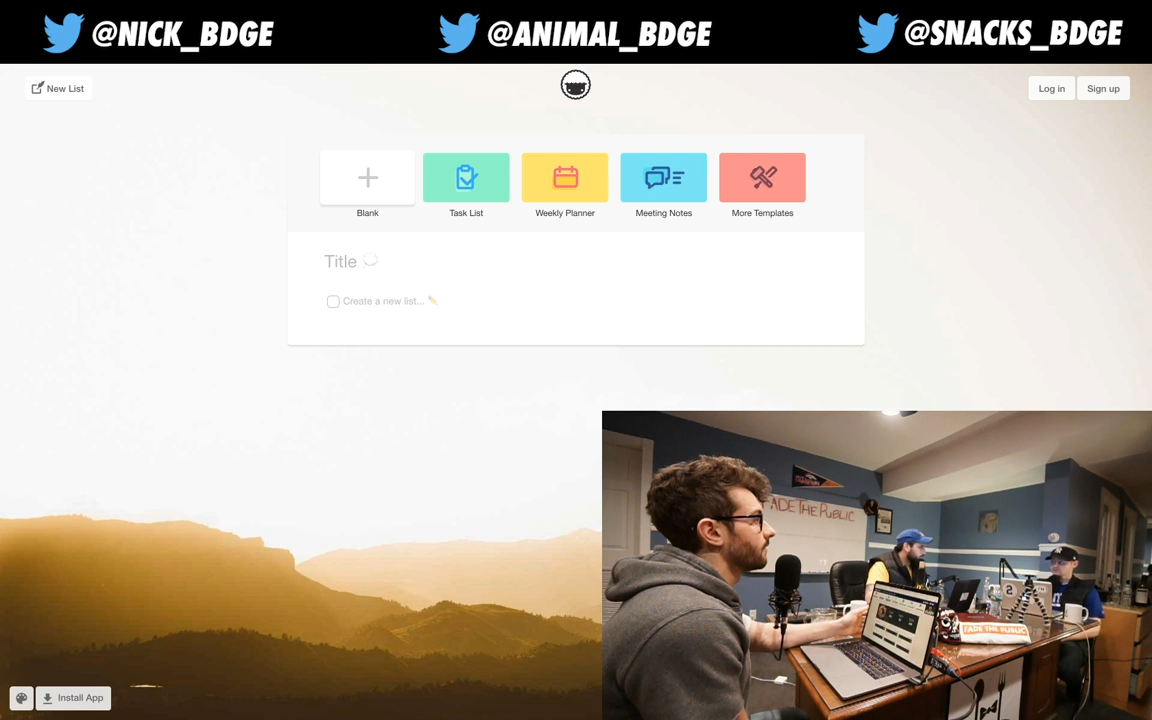 @NICK_BDGE @ANIMAL_BDGE @SNACKS_BDGE
New List
Log in
Sign up
Blank
Task List
Weekly Planner
Meeting Notes
More Templates
Title
Create a new list...
FADE THE PUBLIC
FADE THE PUBLIC
Install App